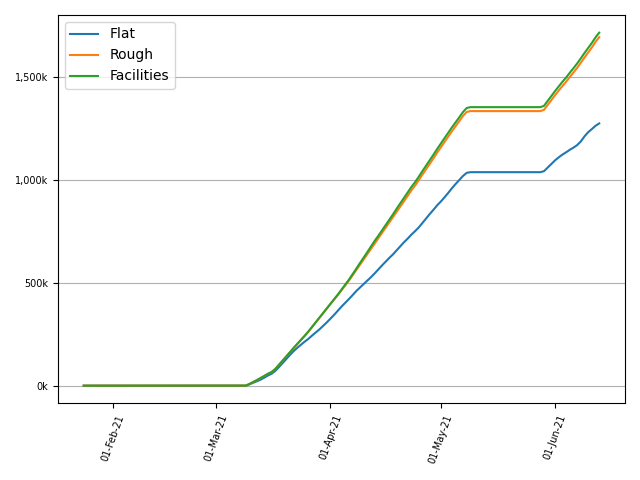 Flat
Rough
Facilities
1,500k
1,000k
500k
0k
01-Feb-21
01-Mar-21
01-Apr-21
01-May-21
01-Jun-21